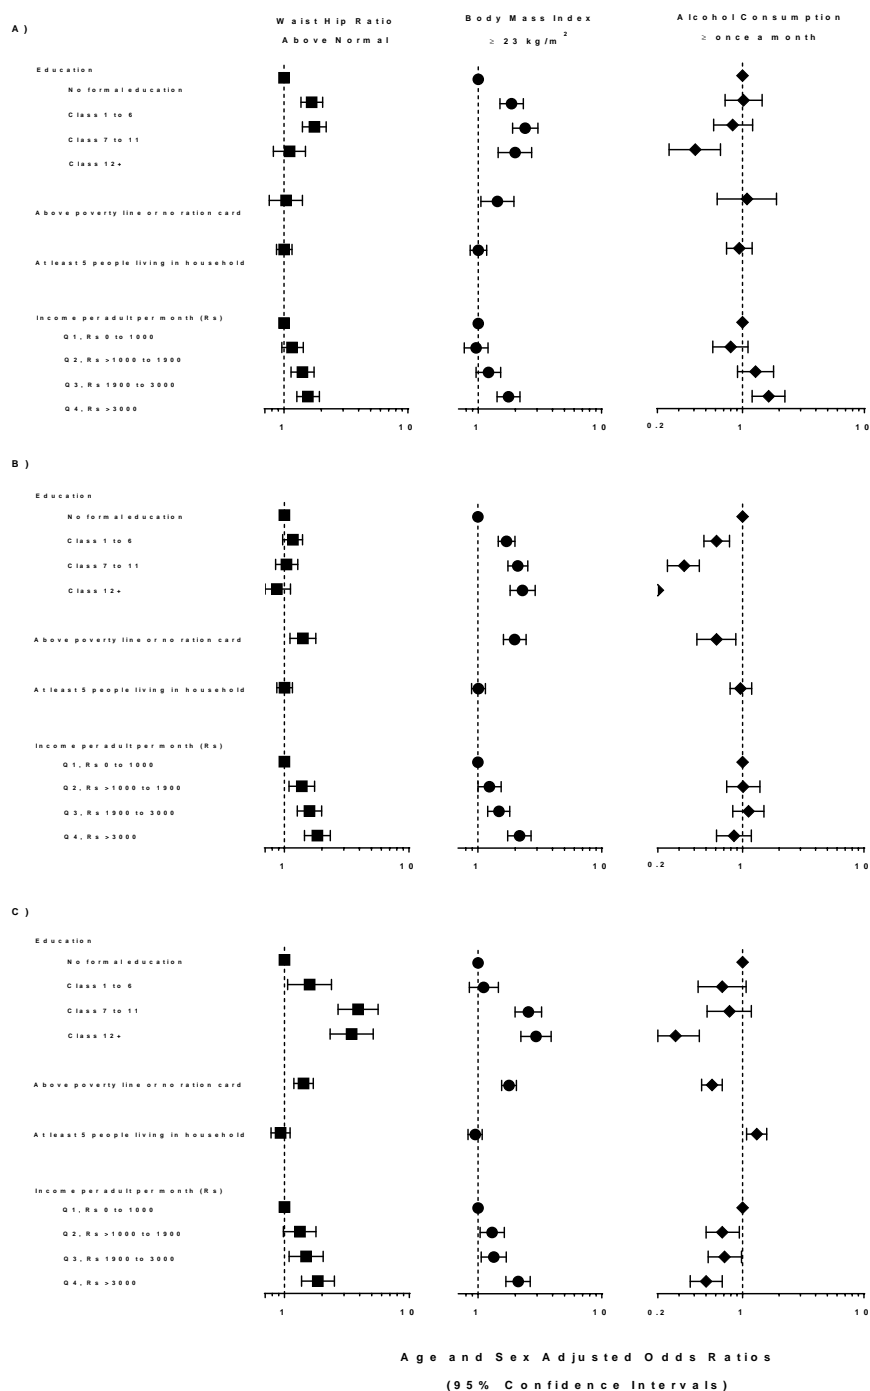 A)
Waist Hip Ratio
Above Normal
Body Mass Index
≥ 23 kg/m2
Alcohol Consumption
≥ once a month
Education
No formal education
Class 1 to 6
Class 7 to 11
Class 12+
Above poverty line or no ration card
At least 5 people living in household
Income per adult per month (Rs)
Q1, Rs 0 to 1000
Q2, Rs >1000 to 1900
Q3, Rs 1900 to 3000
Q4, Rs >3000
1 10 1 10 0.2 1 10
B)
Education
No formal education
Class 1 to 6
Class 7 to 11
Class 12+
Above poverty line or no ration card
At least 5 people living in household
Income per adult per month (Rs)
Q1, Rs 0 to 1000
Q2, Rs >1000 to 1900
Q3, Rs 1900 to 3000
Q4, Rs >3000
1 10 1 10 0.2 1 10
C)
Education
No formal education
Class 1 to 6
Class 7 to 11
Class 12+
Above poverty line or no ration card
At least 5 people living in household
Income per adult per month (Rs)
Q1, Rs 0 to 1000
Q2, Rs >1000 to 1900
Q3, Rs 1900 to 3000
Q4, Rs >3000
1 10 1 10 0.2 1 10
Age and Sex Adjusted Odds Ratios
(95% Confidence Intervals)